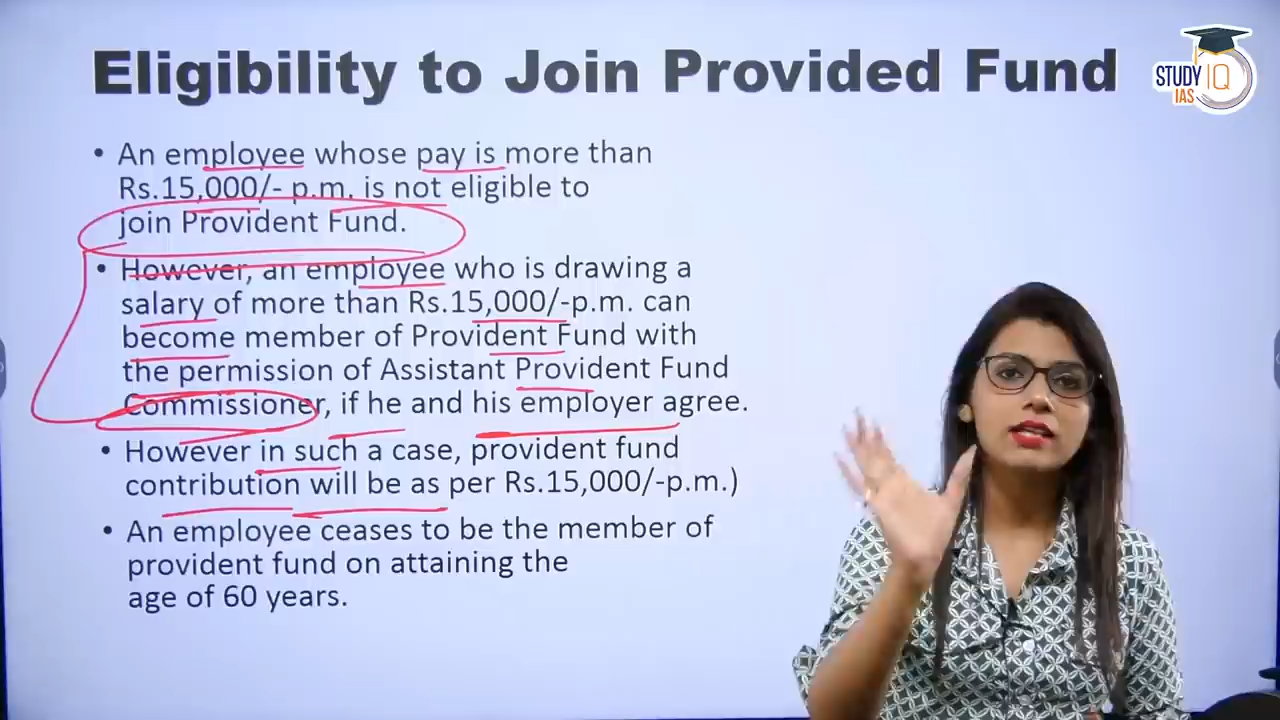 Eligibility to Join Provided Fund
STUDY IQ
IAS
• An employee whose pay is more than
Rs.15,000/- p.m. is not eligible to
join Provident Fund.
• However, an employee who is drawing a
salary of more than Rs.15,000/-p.m. can
become member of Provident Fund with
the permission of Assistant Provident Fund
Commissioner, if he and his employer agree.
• However in such a case, provident fund
contribution will be as per Rs.15,000/-p.m.)
• An employee ceases to be the member of
provident fund on attaining the
age of 60 years.